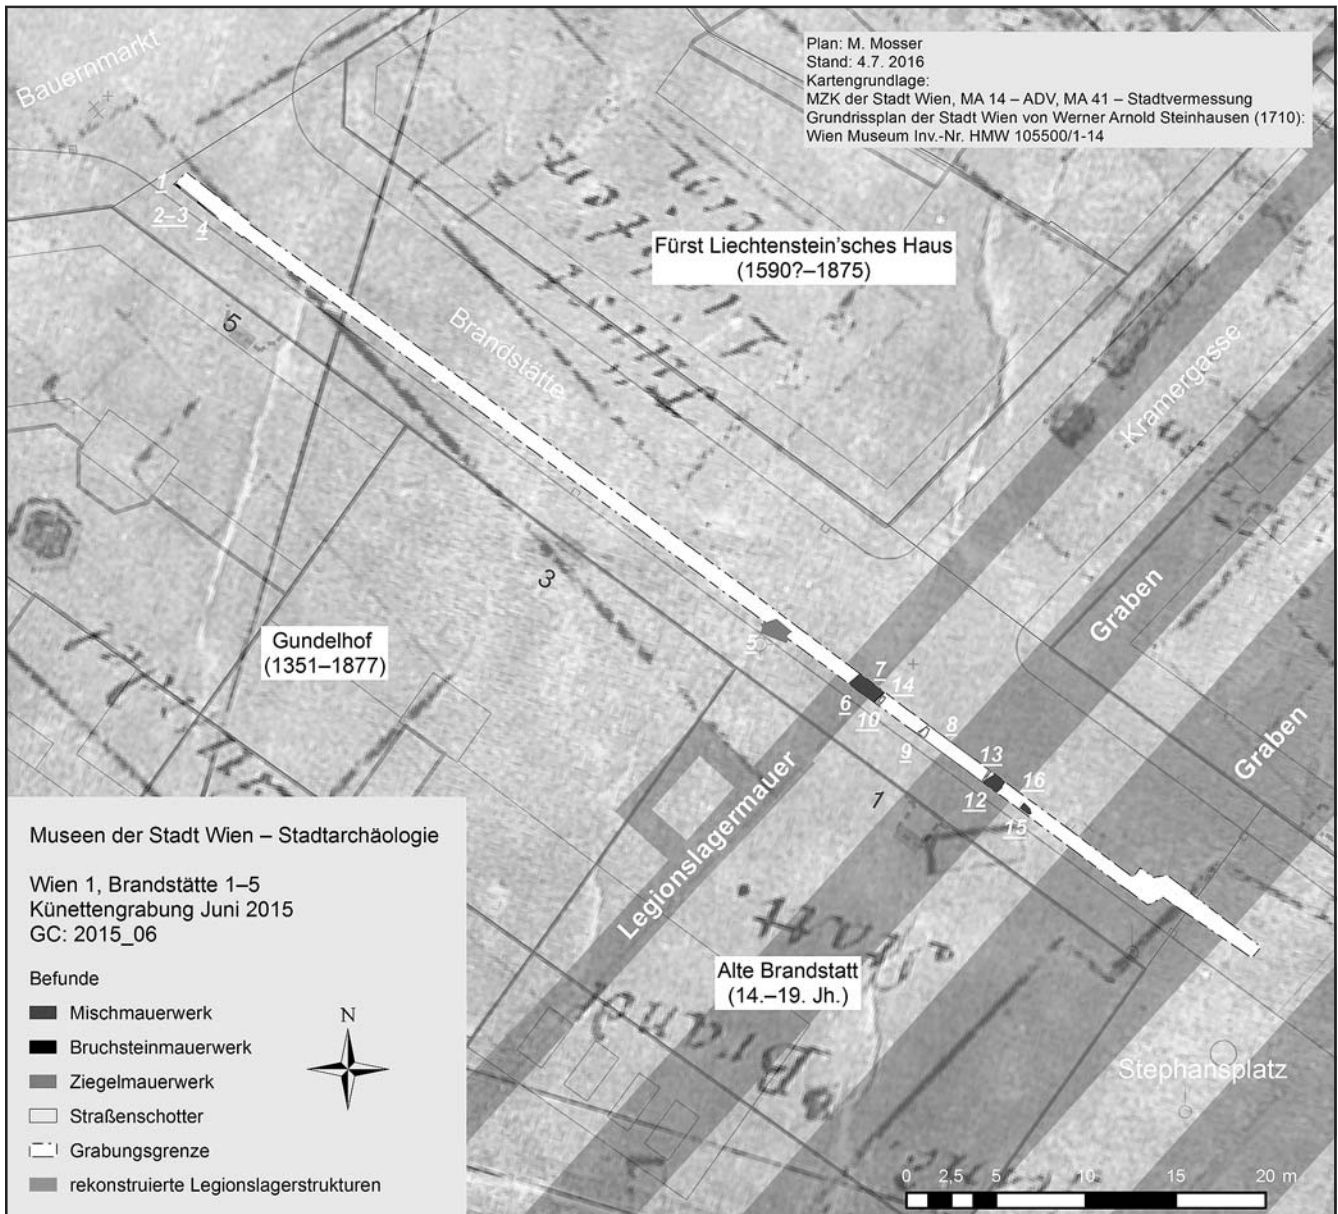 Bauernmarkt
Plan: M. Mosser
Stand: 4.7. 2016
Kartengrundlage:
MZK der Stadt Wien, MA 14 – ADV, MA 41 – Stadtvermessung
Grundrissplan der Stadt Wien von Werner Arnold Steinhausen (1710):
Wien Museum Inv.-Nr. HMW 105500/1-14
1
2–3
4
Fürst Liechtenstein'sches Haus
(1590?–1875)
5
Brandstätte
Kramergasse
3
Graben
Gundelhof
(1351–1877)
5
7
14
6
10
8
9
13
16
12
15
1
Graben
Legionslagermauer
Alte Brandstatt
(14.–19. Jh.)
Brand
statt.
Stephansplatz
Museen der Stadt Wien – Stadtarchäologie
Wien 1, Brandstätte 1–5
Künettengrabung Juni 2015
GC: 2015_06
Befunde
Mischmauerwerk
Bruchsteinmauerwerk
Ziegelmauerwerk
Straßenschotter
Grabungsgrenze
rekonstruierte Legionslagerstrukturen
N
0 2,5 5 10 15 20 m